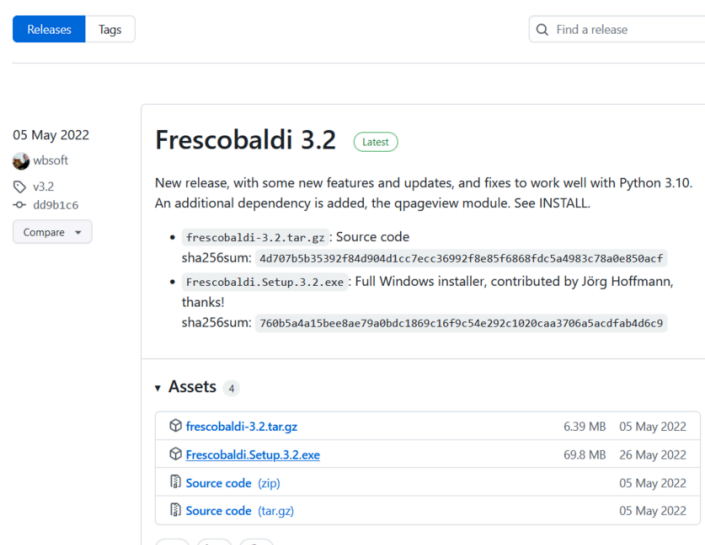 Releases Tags Find a release
Frescobaldi 3.2 Latest
05 May 2022
wbsoft
v3.2
dd9b1c6
Compare
New release, with some new features and updates, and fixes to work well with Python 3.10.
An additional dependency is added, the qpageview module. See INSTALL.
• frescobaldi-3.2.tar.gz: Source code
sha256sum: 4d707b5b35392f84d904d1cc7ecc36992f8e85f6868fdc5a4983c78a0e850acf
• Frescobaldi.Setup.3.2.exe: Full Windows installer, contributed by Jörg Hoffmann,
thanks!
sha256sum: 760b5a4a15bee8ae79a0bdc1869c16f9c54e292c1020caa3706a5acdfab4d6c9
Assets 4
frescobaldi-3.2.tar.gz 6.39 MB 05 May 2022
Frescobaldi.Setup.3.2.exe 69.8 MB 26 May 2022
Source code (zip) 05 May 2022
Source code (tar.gz) 05 May 2022